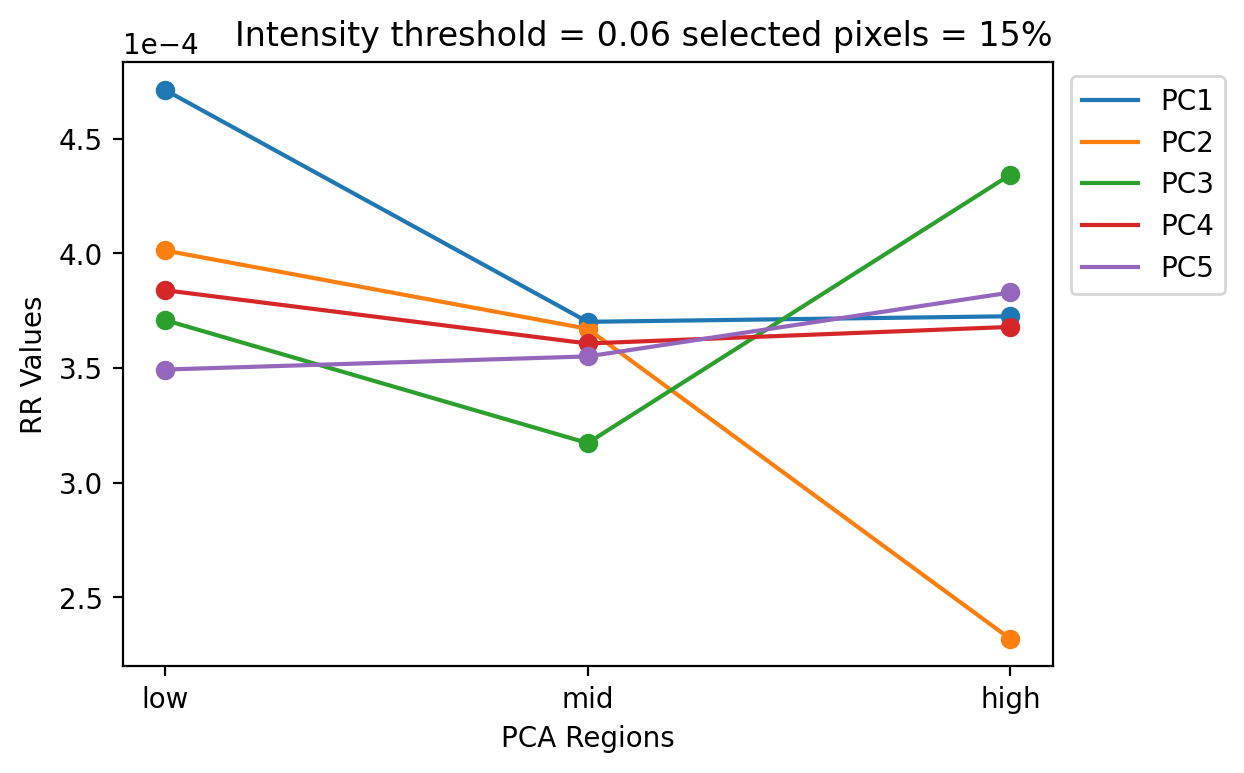 Intensity threshold = 0.06 selected pixels = 15%
1e−4
4.5
4.0
3.5
3.0
2.5
RR Values
low
mid
high
PCA Regions
PC1
PC2
PC3
PC4
PC5